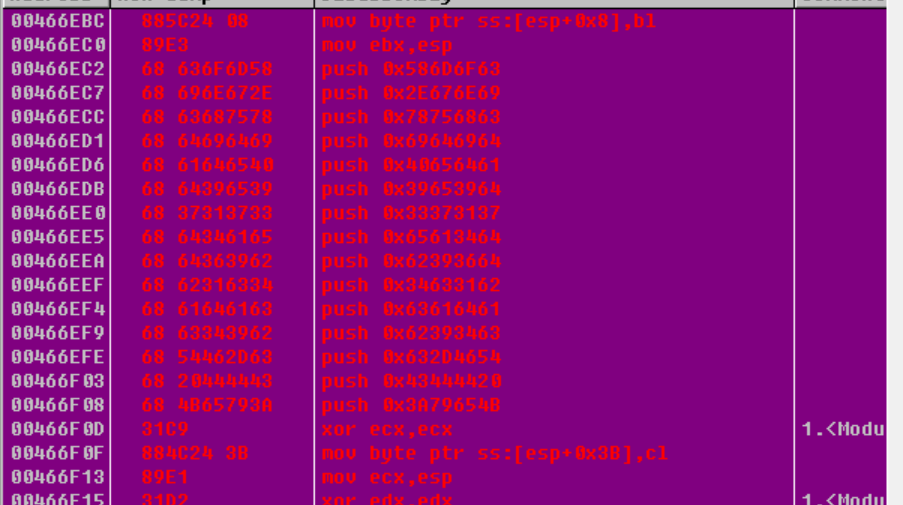 00466EBC 885C24 08 mov byte ptr ss:[esp+0x8],bl
00466EC0 89E3 mov ebx,esp
00466EC2 68 636F6D58 push 0x586D6F63
00466EC7 68 696E672E push 0x2E676E69
00466ECC 68 63687578 push 0x78756863
00466ED1 68 64696469 push 0x69646964
00466ED6 68 61646540 push 0x40656461
00466EDB 68 64396539 push 0x39653964
00466EE0 68 37313733 push 0x33373137
00466EE5 68 64346165 push 0x65613464
00466EEA 68 64363962 push 0x62393664
00466EEF 68 62316334 push 0x34633162
00466EF4 68 61646163 push 0x63616461
00466EF9 68 63343962 push 0x62393463
00466EFE 68 54462D63 push 0x632D4654
00466F03 68 20444443 push 0x43444420
00466F08 68 4B65793A push 0x3A79654B
00466F0D 31C9 xor ecx,ecx 1.<Modu
00466F0F 884C24 3B mov byte ptr ss:[esp+0x3B],cl
00466F13 89E1 mov ecx,esp
00466F15 31D2 xor edx,edx 1.<Modu